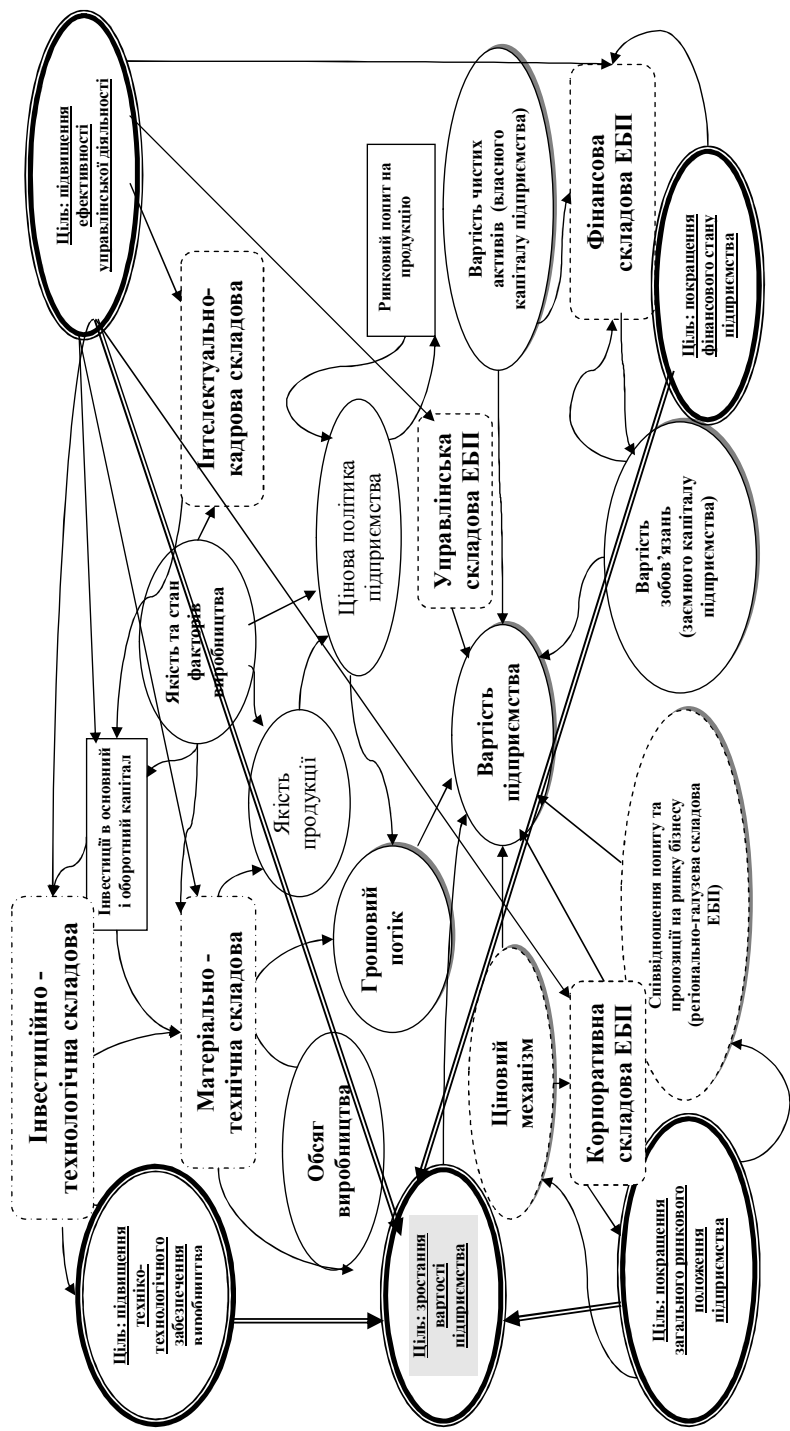 Ціль: підвищення
техніко-
технологічного
забезпечення
виробництва
Інвестиційно -
технологічна складова
Інвестиції в основний
і оборотний капітал
Ціль: підвищення
ефективності
управлінської діяльності
Матеріально -
технічна складова
Якість та стан
факторів
виробництва
Інтелектуально-
кадрова складова
Обсяг
виробництва
Якість
продукції
Грошовий
потік
Цінова політика
підприємства
Ринковий попит на
продукцію
Ціль: зростання
вартості
підприємства
Ціновий
механізм
Вартість
підприємства
Управлінська
складова ЕБП
Вартість чистих
активів (власного
капіталу підприємства)
Корпоративна
складова ЕБП
Фінансова
складова ЕБП
Ціль: покращення
загального ринкового
положення
підприємства
Співвідношення попиту та
пропозиції на ринку бізнесу
(регіонально-галузева складова
ЕБП)
Вартість
зобов’язань
(заємного капіталу
підприємства)
Ціль: покращення
фінансового стану
підприємства